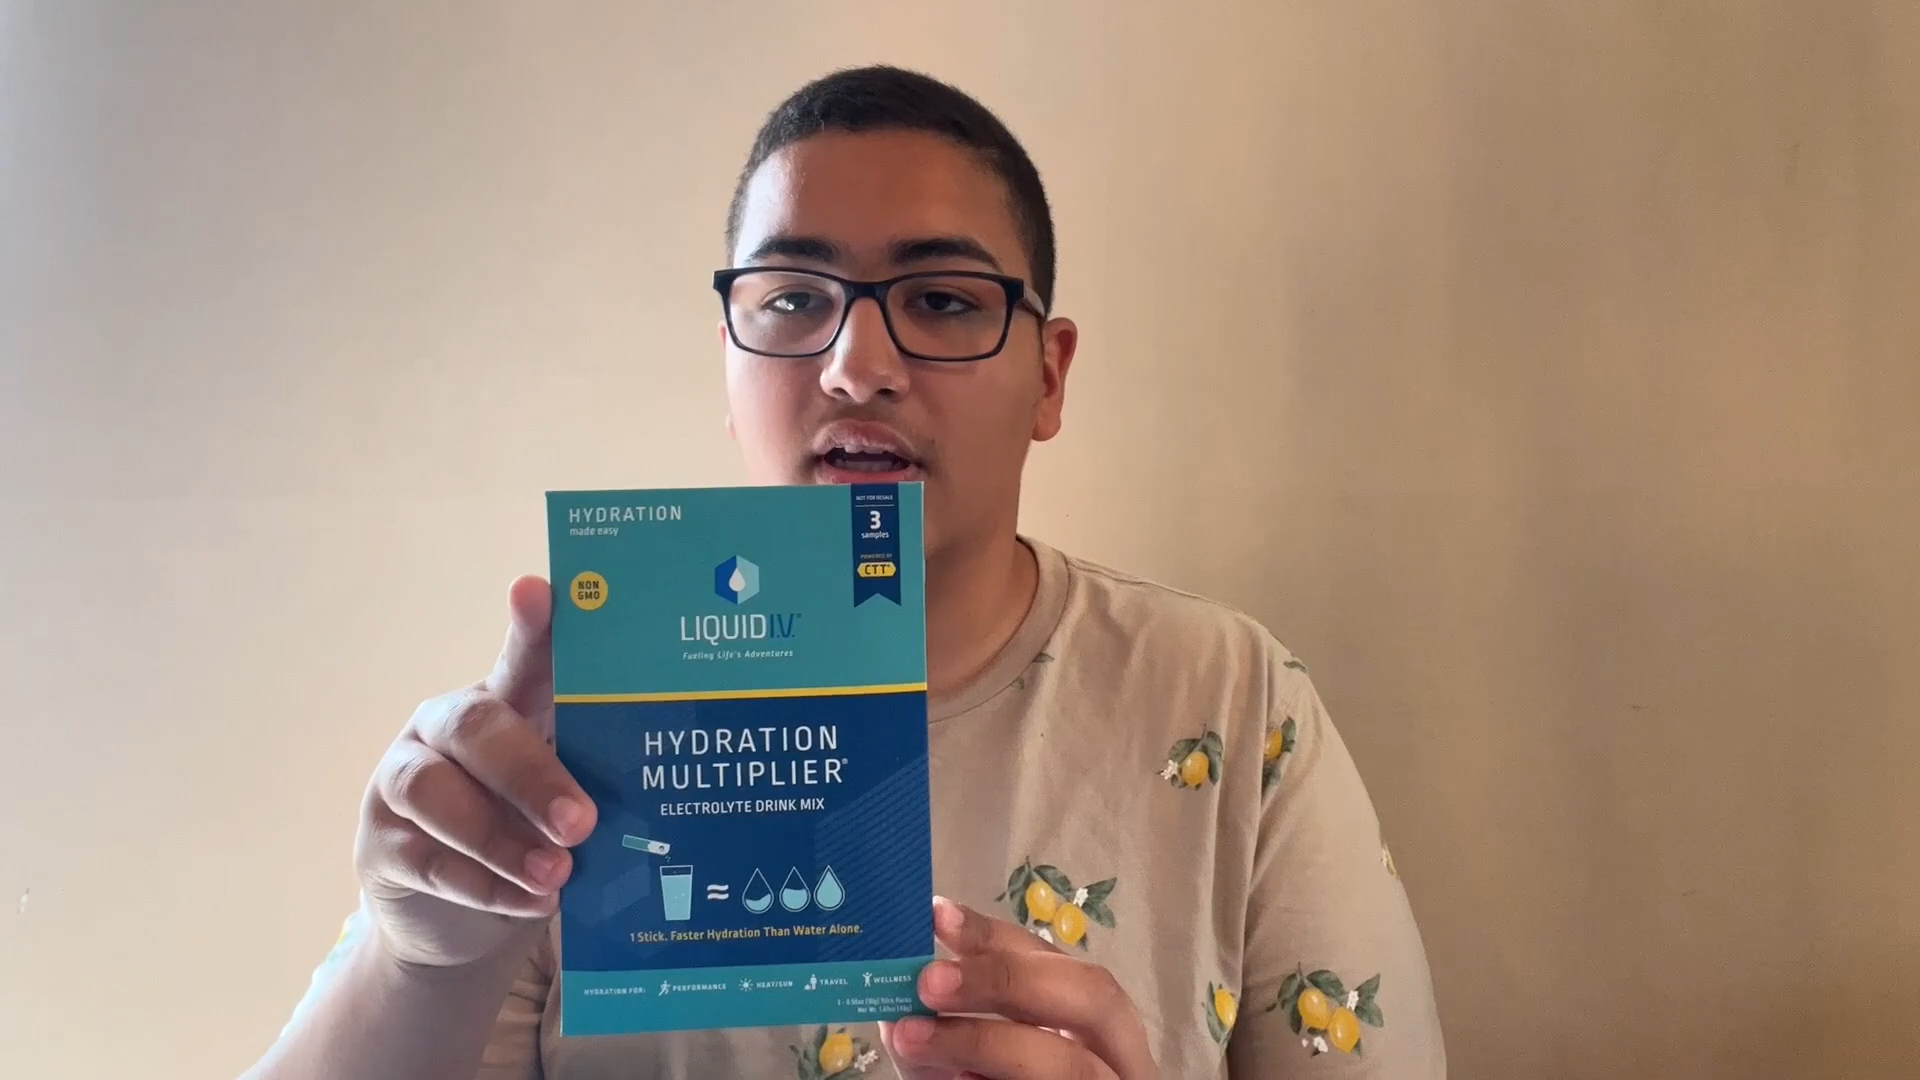 HYDRATION
made easy
NOT FOR RESALE
3
samples
POWERED BY
CTT
NON
GMO
LIQUID I.V.™
Fueling Life's Adventures
HYDRATION
MULTIPLIER®
ELECTROLYTE DRINK MIX
≈
1 Stick. Faster Hydration Than Water Alone.
HYDRATION FOR: PERFORMANCE HEAT/SUN TRAVEL WELLNESS